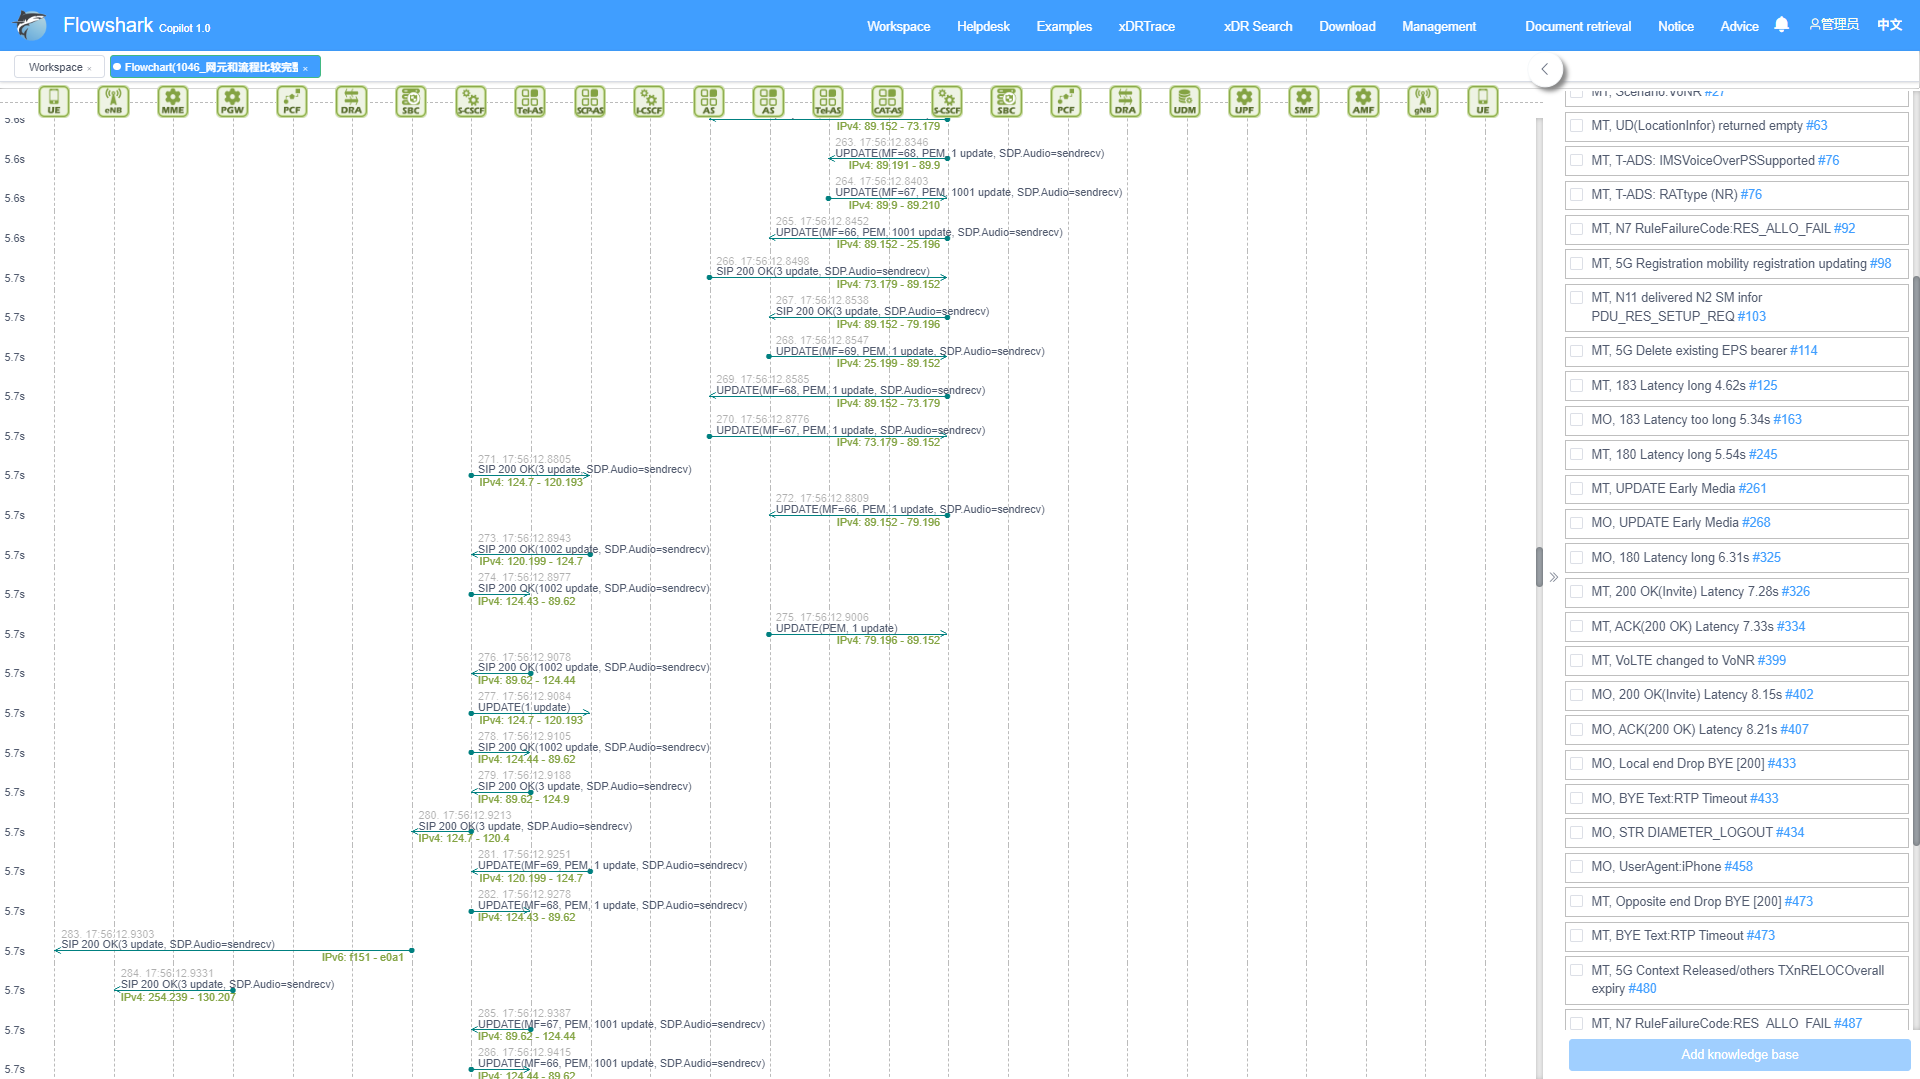 Flowshark Copilot 1.0
Workspace Helpdesk Examples xDRTrace xDR Search Download Management Document retrieval Notice Advice 管理员 中文
Workspace × Flowchart(1046_网元和流程比较完整 ×
UE eNB MME PGW PCF DRA SBC S-CSCF Tel-AS SCP-AS I-CSCF AS AS Tel-AS CAT-AS S-CSCF SBC PCF DRA UDM UPF SMF AMF gNB UE
5.6s
IPv4: 89.152 - 73.179
5.6s
263. 17:56:12.8346
UPDATE(MF=68, PEM, 1 update, SDP.Audio=sendrecv)
IPv4: 89.191 - 89.9
5.6s
264. 17:56:12.8403
UPDATE(MF=67, PEM, 1001 update, SDP.Audio=sendrecv)
IPv4: 89.9 - 89.210
5.6s
265. 17:56:12.8452
UPDATE(MF=66, PEM, 1001 update, SDP.Audio=sendrecv)
IPv4: 89.152 - 25.196
5.7s
266. 17:56:12.8498
SIP 200 OK(3 update, SDP.Audio=sendrecv)
IPv4: 73.179 - 89.152
5.7s
267. 17:56:12.8538
SIP 200 OK(3 update, SDP.Audio=sendrecv)
IPv4: 89.152 - 79.196
5.7s
268. 17:56:12.8547
UPDATE(MF=69, PEM, 1 update, SDP.Audio=sendrecv)
IPv4: 25.199 - 89.152
5.7s
269. 17:56:12.8585
UPDATE(MF=68, PEM, 1 update, SDP.Audio=sendrecv)
IPv4: 89.152 - 73.179
5.7s
270. 17:56:12.8776
UPDATE(MF=67, PEM, 1 update, SDP.Audio=sendrecv)
IPv4: 73.179 - 89.152
5.7s
271. 17:56:12.8805
SIP 200 OK(3 update, SDP.Audio=sendrecv)
IPv4: 124.7 - 120.193
5.7s
272. 17:56:12.8809
UPDATE(MF=66, PEM, 1 update, SDP.Audio=sendrecv)
IPv4: 89.152 - 79.196
5.7s
273. 17:56:12.8943
SIP 200 OK(1002 update, SDP.Audio=sendrecv)
IPv4: 120.199 - 124.7
5.7s
274. 17:56:12.8977
SIP 200 OK(1002 update, SDP.Audio=sendrecv)
IPv4: 124.43 - 89.62
5.7s
275. 17:56:12.9006
UPDATE(PEM, 1 update)
IPv4: 79.196 - 89.152
5.7s
276. 17:56:12.9078
SIP 200 OK(1002 update, SDP.Audio=sendrecv)
IPv4: 89.62 - 124.44
5.7s
277. 17:56:12.9084
UPDATE(1 update)
IPv4: 124.7 - 120.193
5.7s
278. 17:56:12.9105
SIP 200 OK(1002 update, SDP.Audio=sendrecv)
IPv4: 124.44 - 89.62
5.7s
279. 17:56:12.9188
SIP 200 OK(3 update, SDP.Audio=sendrecv)
IPv4: 89.62 - 124.9
5.7s
280. 17:56:12.9213
SIP 200 OK(3 update, SDP.Audio=sendrecv)
IPv4: 124.7 - 120.4
5.7s
281. 17:56:12.9251
UPDATE(MF=69, PEM, 1 update, SDP.Audio=sendrecv)
IPv4: 120.199 - 124.7
5.7s
282. 17:56:12.9278
UPDATE(MF=68, PEM, 1 update, SDP.Audio=sendrecv)
IPv4: 124.43 - 89.62
5.7s
283. 17:56:12.9303
SIP 200 OK(3 update, SDP.Audio=sendrecv)
IPv6: f151 - e0a1
5.7s
284. 17:56:12.9331
SIP 200 OK(3 update, SDP.Audio=sendrecv)
IPv4: 254.239 - 130.207
5.7s
285. 17:56:12.9387
UPDATE(MF=67, PEM, 1001 update, SDP.Audio=sendrecv)
IPv4: 89.62 - 124.44
5.7s
286. 17:56:12.9415
UPDATE(MF=66, PEM, 1001 update, SDP.Audio=sendrecv)
IPv4: 124.44 - 89.62
MT, Scenario:VoNR #27
MT, UD(LocationInfor) returned empty #63
MT, T-ADS: IMSVoiceOverPSSupported #76
MT, T-ADS: RATtype (NR) #76
MT, N7 RuleFailureCode:RES_ALLO_FAIL #92
MT, 5G Registration mobility registration updating #98
MT, N11 delivered N2 SM infor
PDU_RES_SETUP_REQ #103
MT, 5G Delete existing EPS bearer #114
MT, 183 Latency long 4.62s #125
MO, 183 Latency too long 5.34s #163
MT, 180 Latency long 5.54s #245
MT, UPDATE Early Media #261
MO, UPDATE Early Media #268
MO, 180 Latency long 6.31s #325
MT, 200 OK(Invite) Latency 7.28s #326
MT, ACK(200 OK) Latency 7.33s #334
MT, VoLTE changed to VoNR #399
MO, 200 OK(Invite) Latency 8.15s #402
MO, ACK(200 OK) Latency 8.21s #407
MO, Local end Drop BYE [200] #433
MO, BYE Text:RTP Timeout #433
MO, STR DIAMETER_LOGOUT #434
MO, UserAgent:iPhone #458
MT, Opposite end Drop BYE [200] #473
MT, BYE Text:RTP Timeout #473
MT, 5G Context Released/others TXnRELOCOverall
expiry #480
MT, N7 RuleFailureCode:RES_ALLO_FAIL #487
Add knowledge base